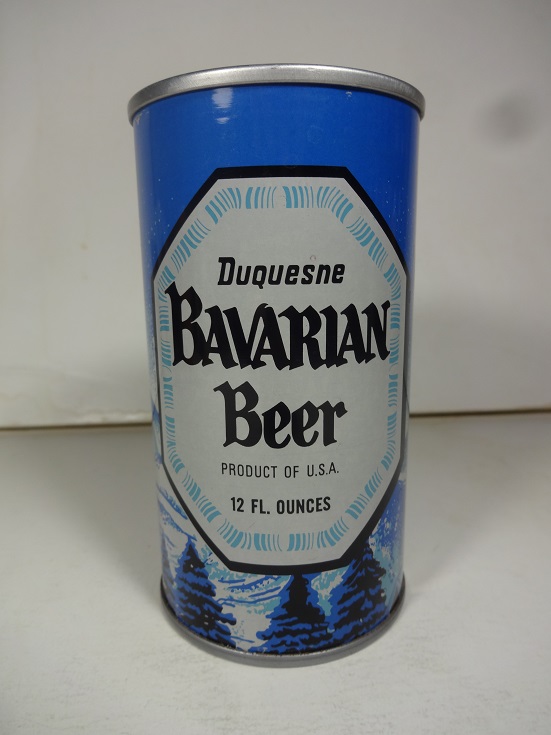 Duquesne
BAVARIAN
Beer
PRODUCT OF U.S.A.
12 FL. OUNCES